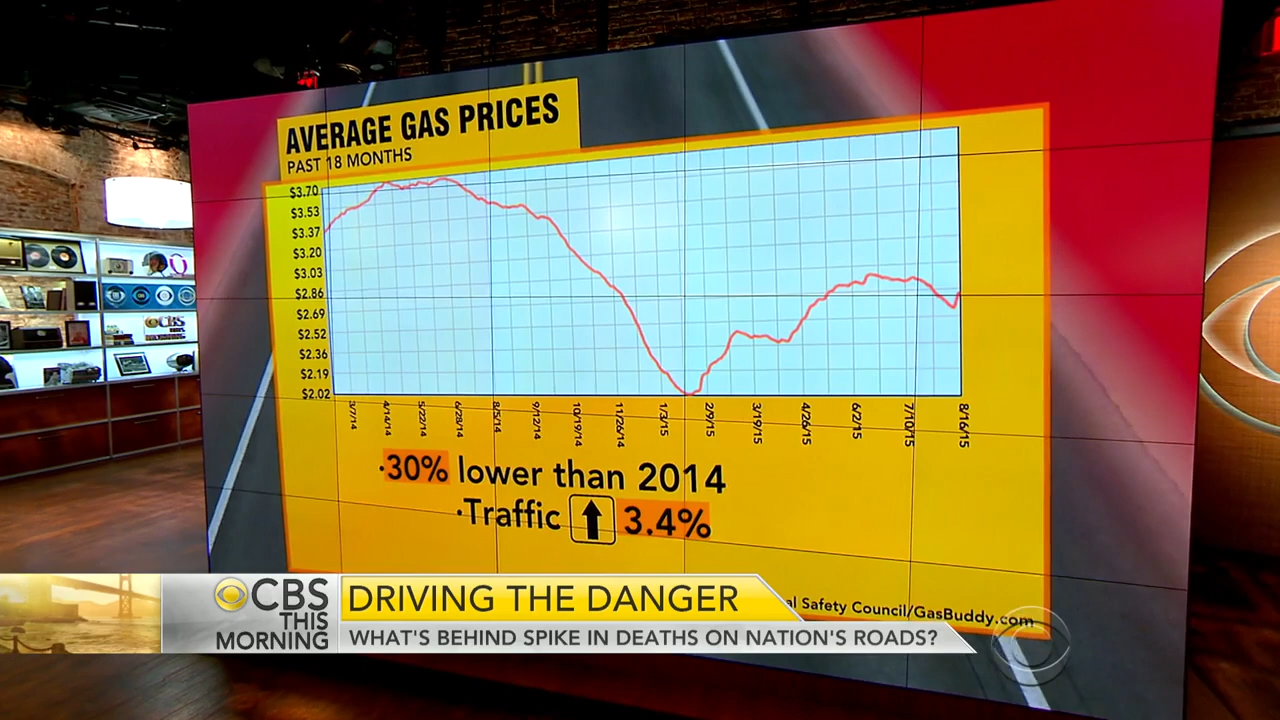 AVERAGE GAS PRICES
PAST 18 MONTHS
$3.70
$3.53
$3.37
$3.20
$3.03
$2.86
$2.69
$2.52
$2.36
$2.19
$2.02
3/7/14
4/14/14
5/22/14
6/28/14
8/5/14
9/12/14
10/19/14
11/26/14
1/3/15
2/9/15
3/19/15
4/26/15
6/2/15
7/10/15
8/16/15
·30% lower than 2014
·Traffic 3.4%
Safety Council/GasBuddy.com
CBS
CBS
THIS
MORNING
DRIVING THE DANGER
WHAT'S BEHIND SPIKE IN DEATHS ON NATION'S ROADS?